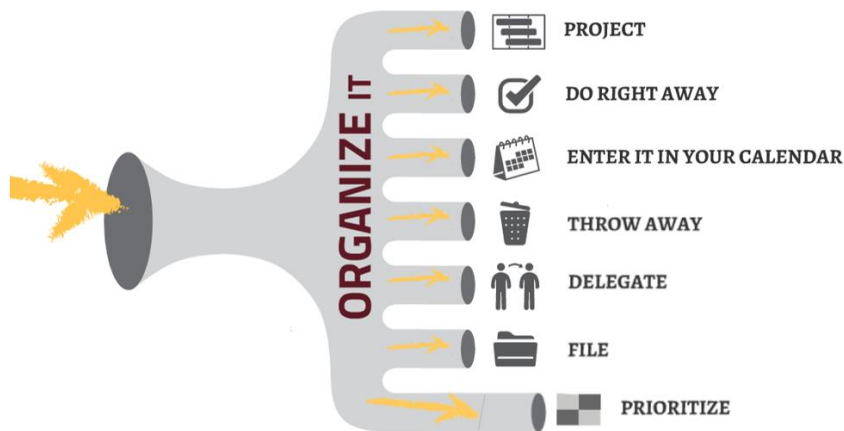 ORGANIZE IT
PROJECT
DO RIGHT AWAY
ENTER IT IN YOUR CALENDAR
THROW AWAY
DELEGATE
FILE
PRIORITIZE